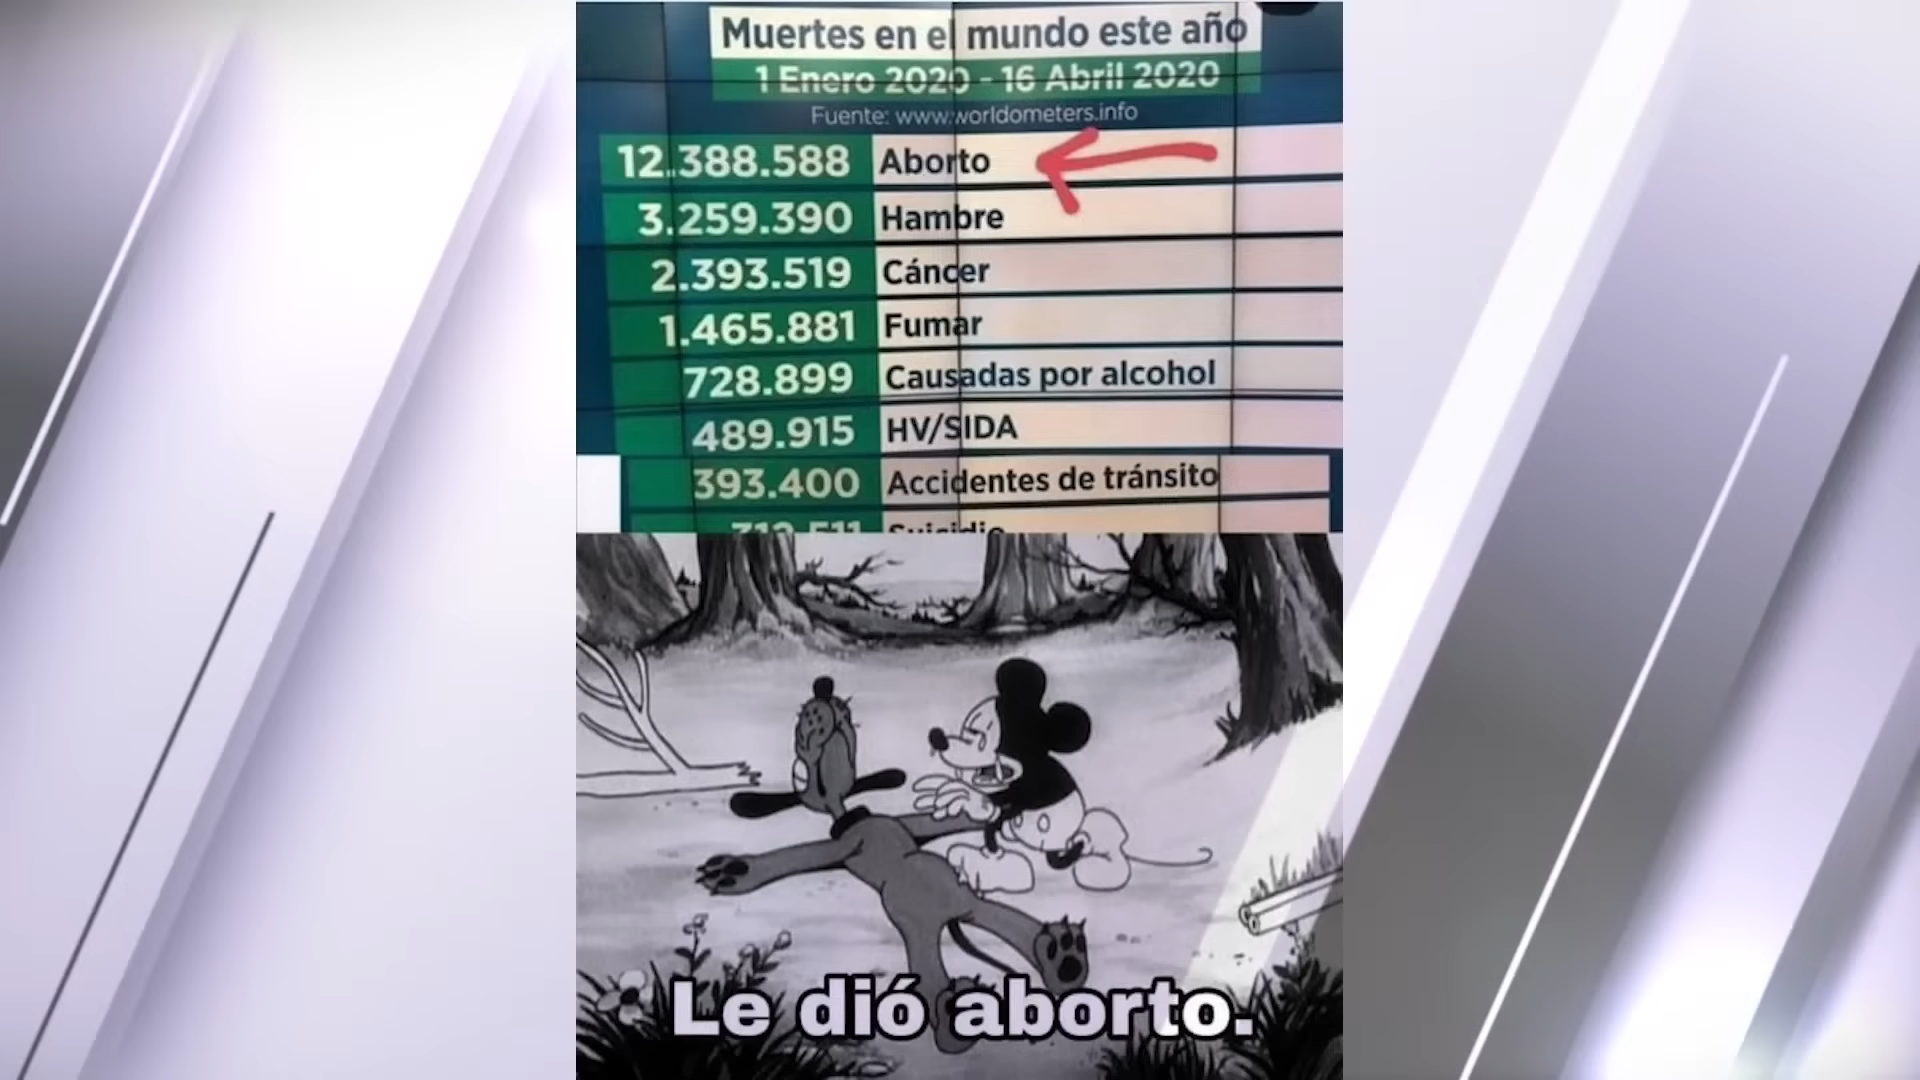 Muertes en el mundo este año
1 Enero 2020 - 16 Abril 2020
Fuente: www.worldometers.info
12.388.588 Aborto
3.259.390 Hambre
2.393.519 Cáncer
1.465.881 Fumar
728.899 Causadas por alcohol
489.915 HV/SIDA
393.400 Accidentes de tránsito
Suicidio
Le dió aborto.